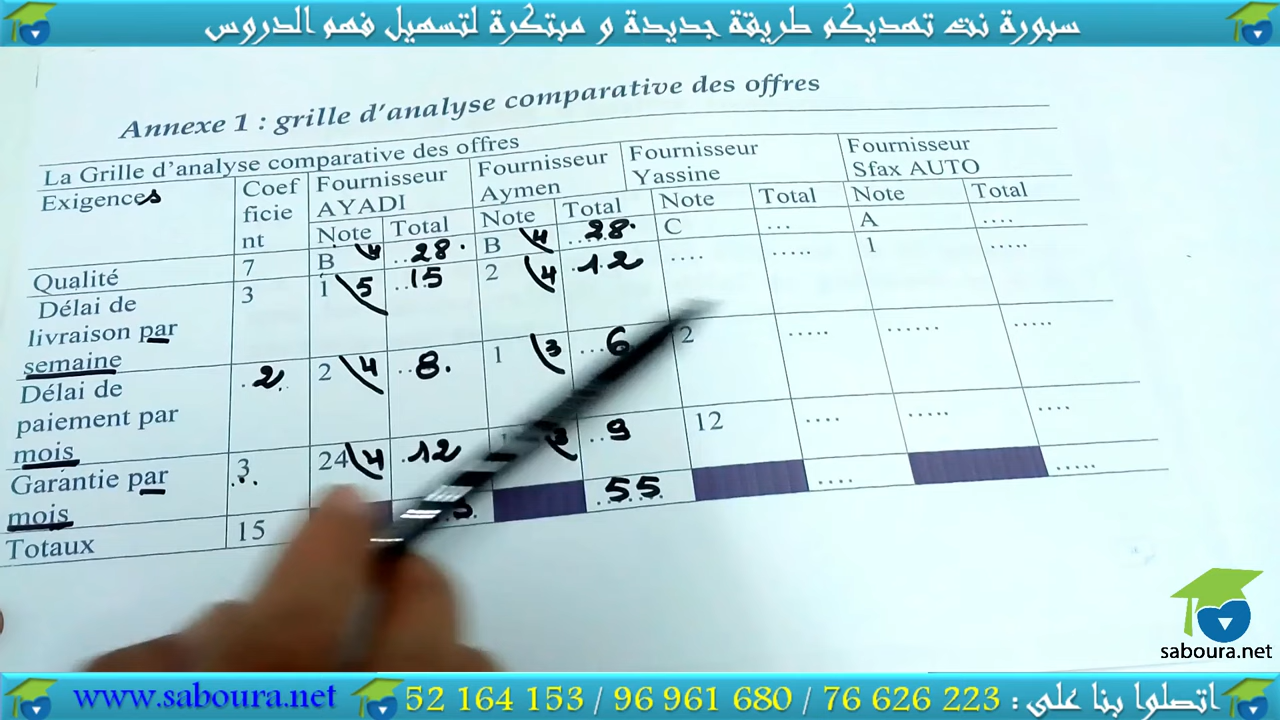 سبورة نت تهديكم طريقة جديدة و مبتكرة لتسهيل فهم الدروس
Annexe 1 : grille d'analyse comparative des offres
La Grille d'analyse comparative des offres
Exigences Coef ficie nt Fournisseur AYADI Fournisseur Aymen Fournisseur Yassine Fournisseur Sfax AUTO
Note Total Note Total Note Total Note Total
Qualité 7 B 4 28 B 4 28 C ... A ....
Délai de livraison par semaine 3 1 5 15 2 4 12 .... ..... 1 .....
Délai de paiement par mois 2 2 4 8 1 3 6 2 ..... ...... .....
Garantie par mois 3 24 4 12 3 9 12 .... ..... ....
Totaux 15 55 .... .....
saboura.net
www.saboura.net 52 164 153 / 96 961 680 / 76 626 223 : اتصلوا بنا على